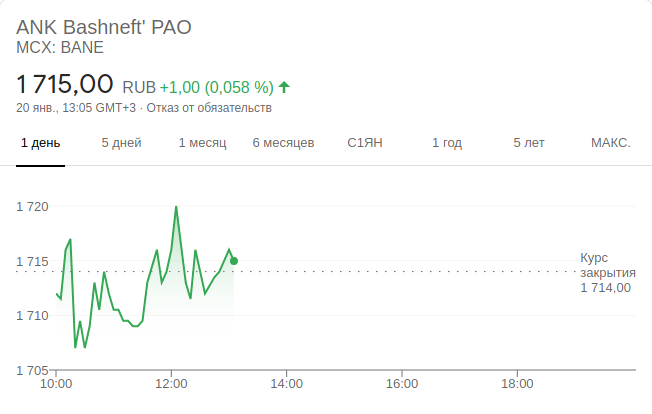 ANK Bashneft' PAO
MCX: BANE
1 715,00 RUB +1,00 (0,058 %)
20 янв., 13:05 GMT+3 · Отказ от обязательств
1 день 5 дней 1 месяц 6 месяцев С1ЯН 1 год 5 лет МАКС.
1 720
1 715
1 710
1 705
Курс
закрытия
1 714,00
10:00 12:00 14:00 16:00 18:00